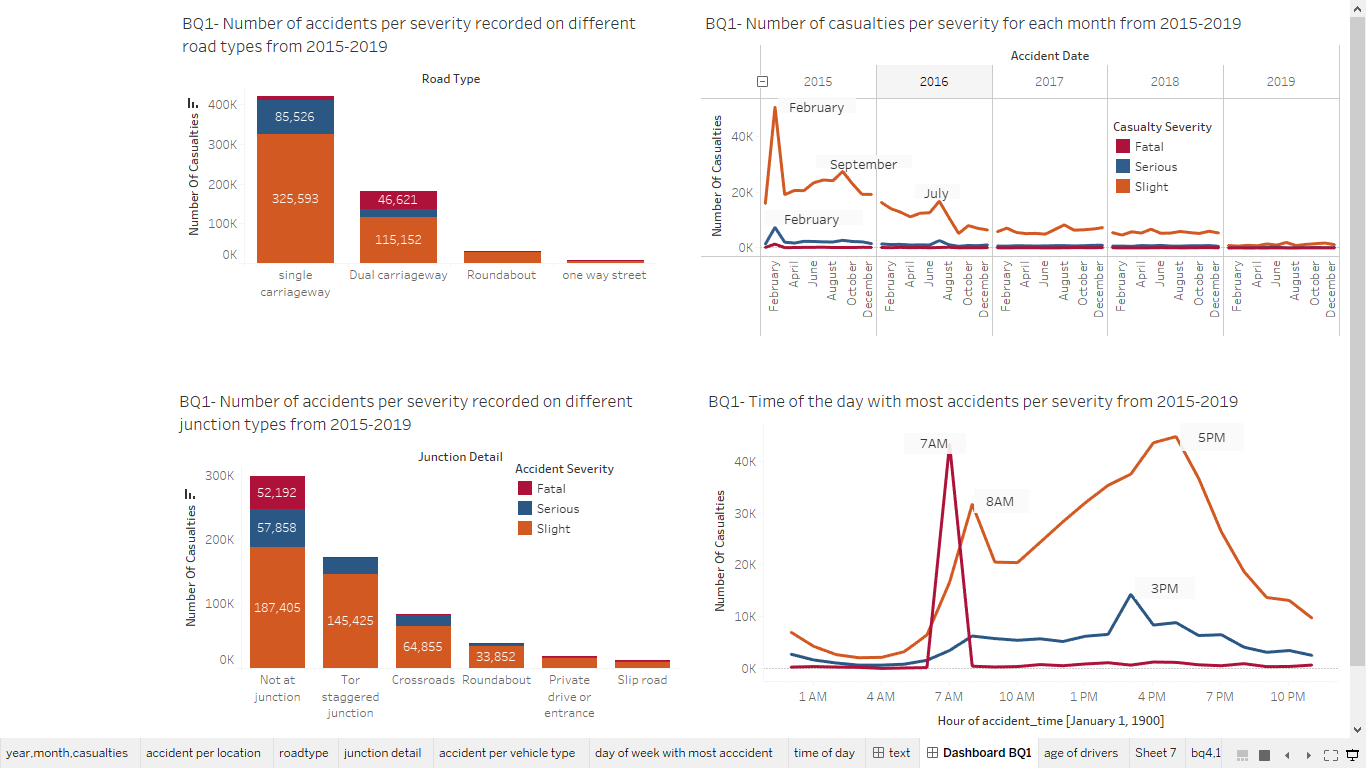 BQ1- Number of accidents per severity recorded on different
road types from 2015-2019
Road Type
Number Of Casualties
400K
300K
200K
100K
0K
85,526
325,593
46,621
115,152
single
carriageway
Dual carriageway
Roundabout
one way street
BQ1- Number of casualties per severity for each month from 2015-2019
Accident Date
2015
2016
2017
2018
2019
Number Of Casualties
40K
20K
0K
February
September
July
February
Casualty Severity
Fatal
Serious
Slight
February
April
June
August
October
December
February
April
June
August
October
December
February
April
June
August
October
December
February
April
June
August
October
December
February
April
June
August
October
December
BQ1- Number of accidents per severity recorded on different
junction types from 2015-2019
Junction Detail
Accident Severity
Fatal
Serious
Slight
Number Of Casualties
300K
200K
100K
0K
52,192
57,858
187,405
145,425
64,855
33,852
Not at
junction
Tor
staggered
junction
Crossroads
Roundabout
Private
drive or
entrance
Slip road
BQ1- Time of the day with most accidents per severity from 2015-2019
Number Of Casualties
40K
30K
20K
10K
0K
7AM
8AM
5PM
3PM
1 AM
4 AM
7 AM
10 AM
1 PM
4 PM
7 PM
10 PM
Hour of accident_time [January 1, 1900]
year,month,casualties
accident per location
roadtype
junction detail
accident per vehicle type
day of week with most acccident
time of day
text
Dashboard BQ1
age of drivers
Sheet 7
bq4,1